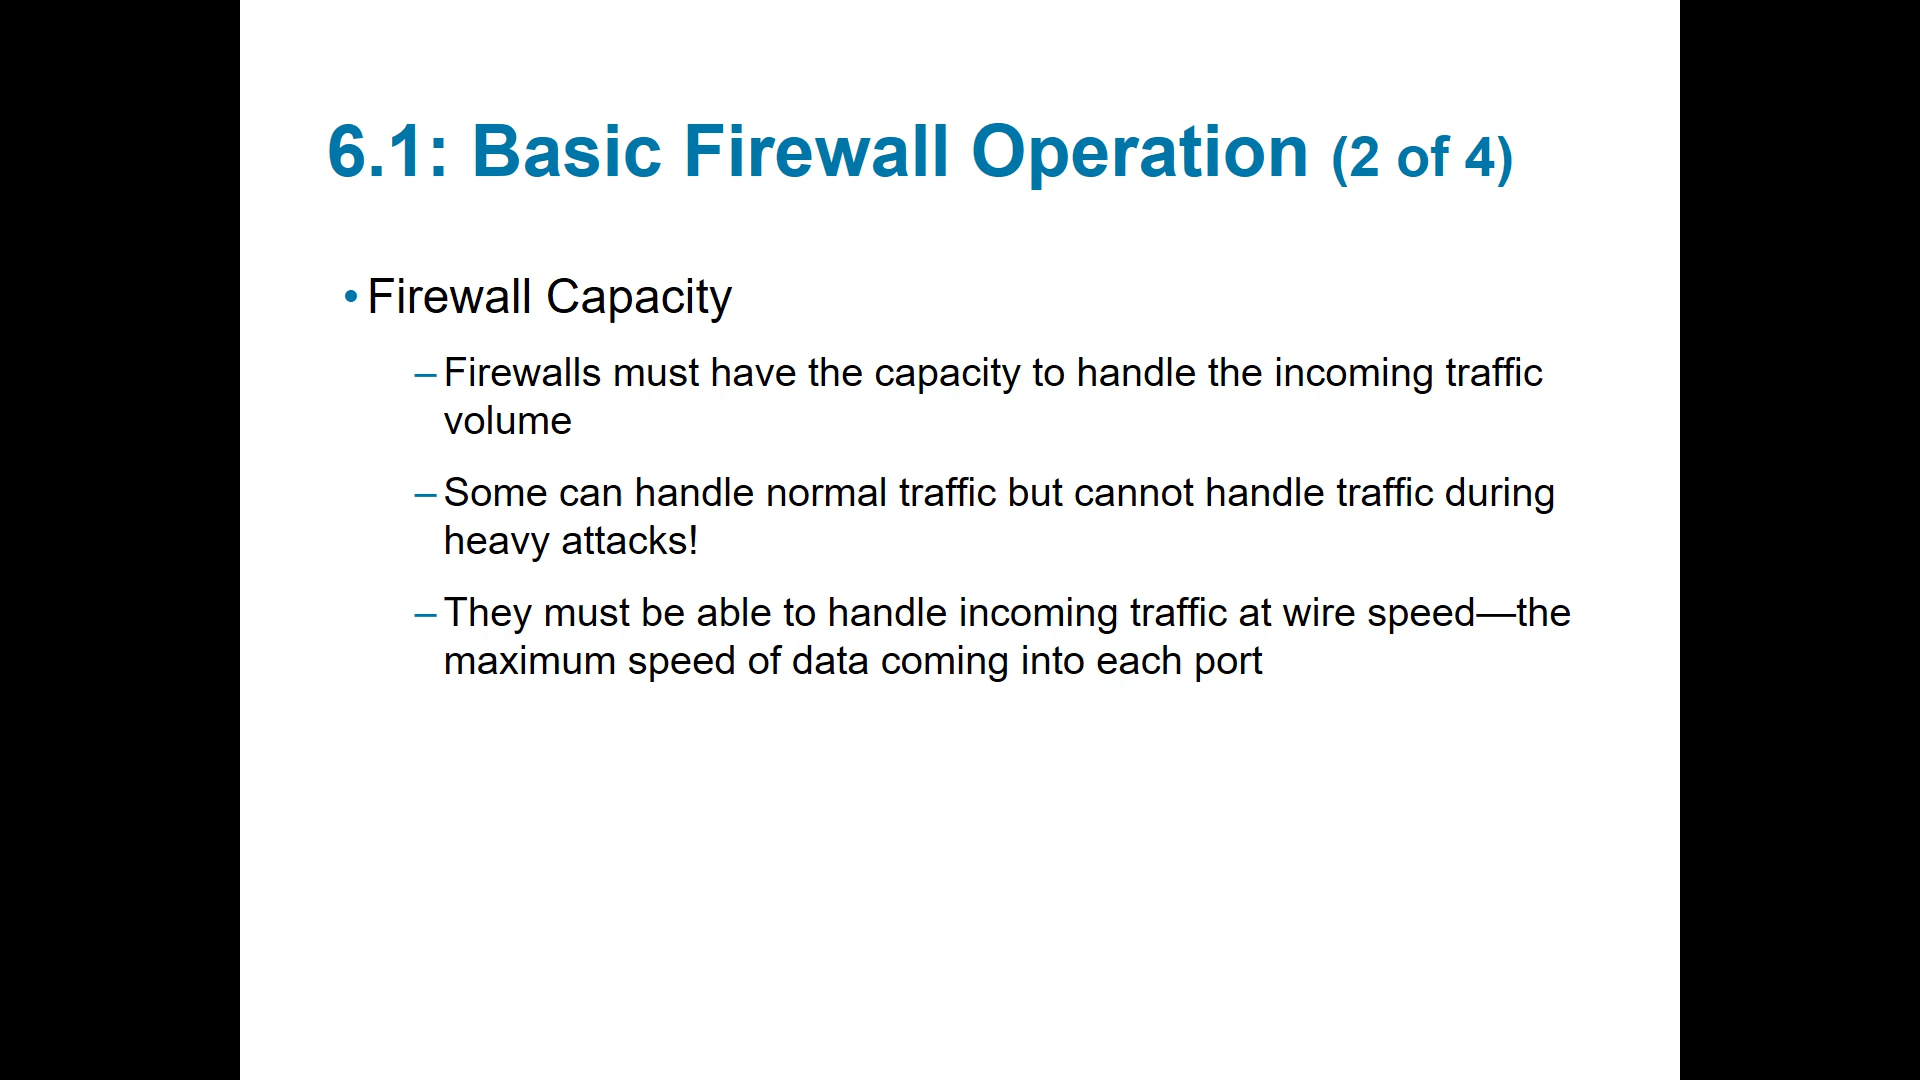 6.1: Basic Firewall Operation (2 of 4)
• Firewall Capacity
– Firewalls must have the capacity to handle the incoming traffic
volume
– Some can handle normal traffic but cannot handle traffic during
heavy attacks!
– They must be able to handle incoming traffic at wire speed—the
maximum speed of data coming into each port